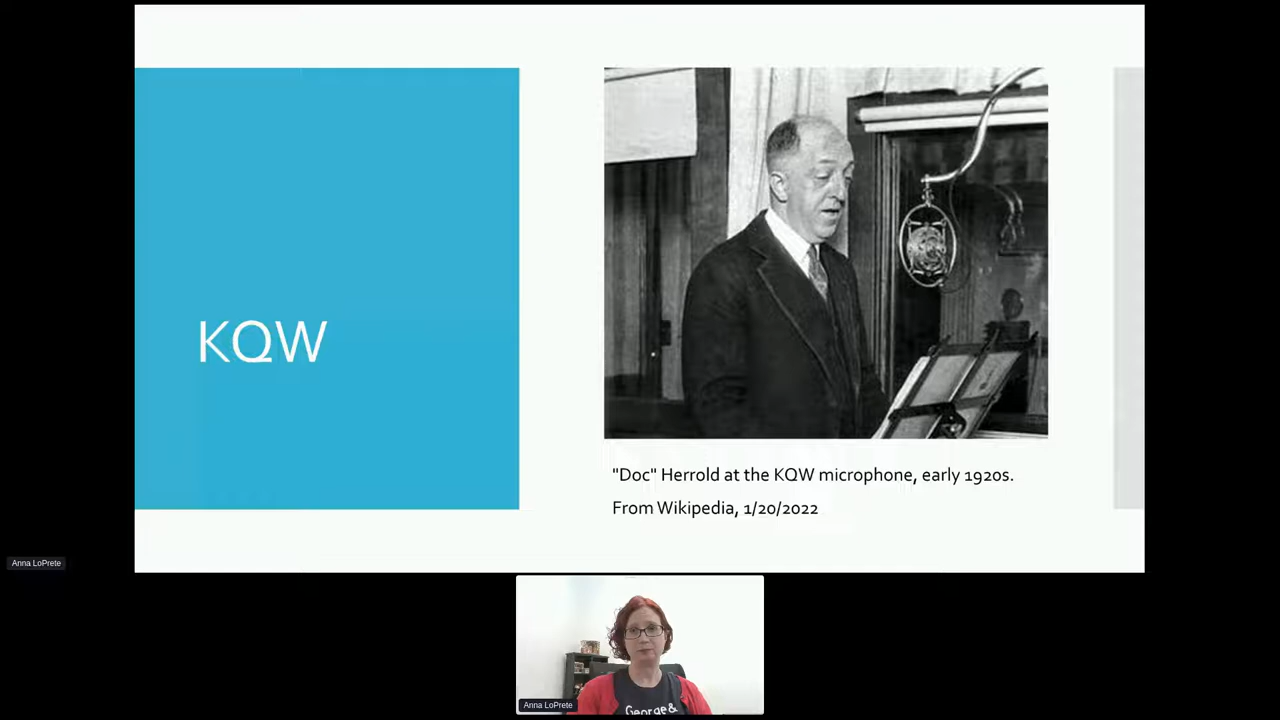 KQW
"Doc" Herrold at the KQW microphone, early 1920s.
From Wikipedia, 1/20/2022
Anna LoPrete
Anna LoPrete
George &